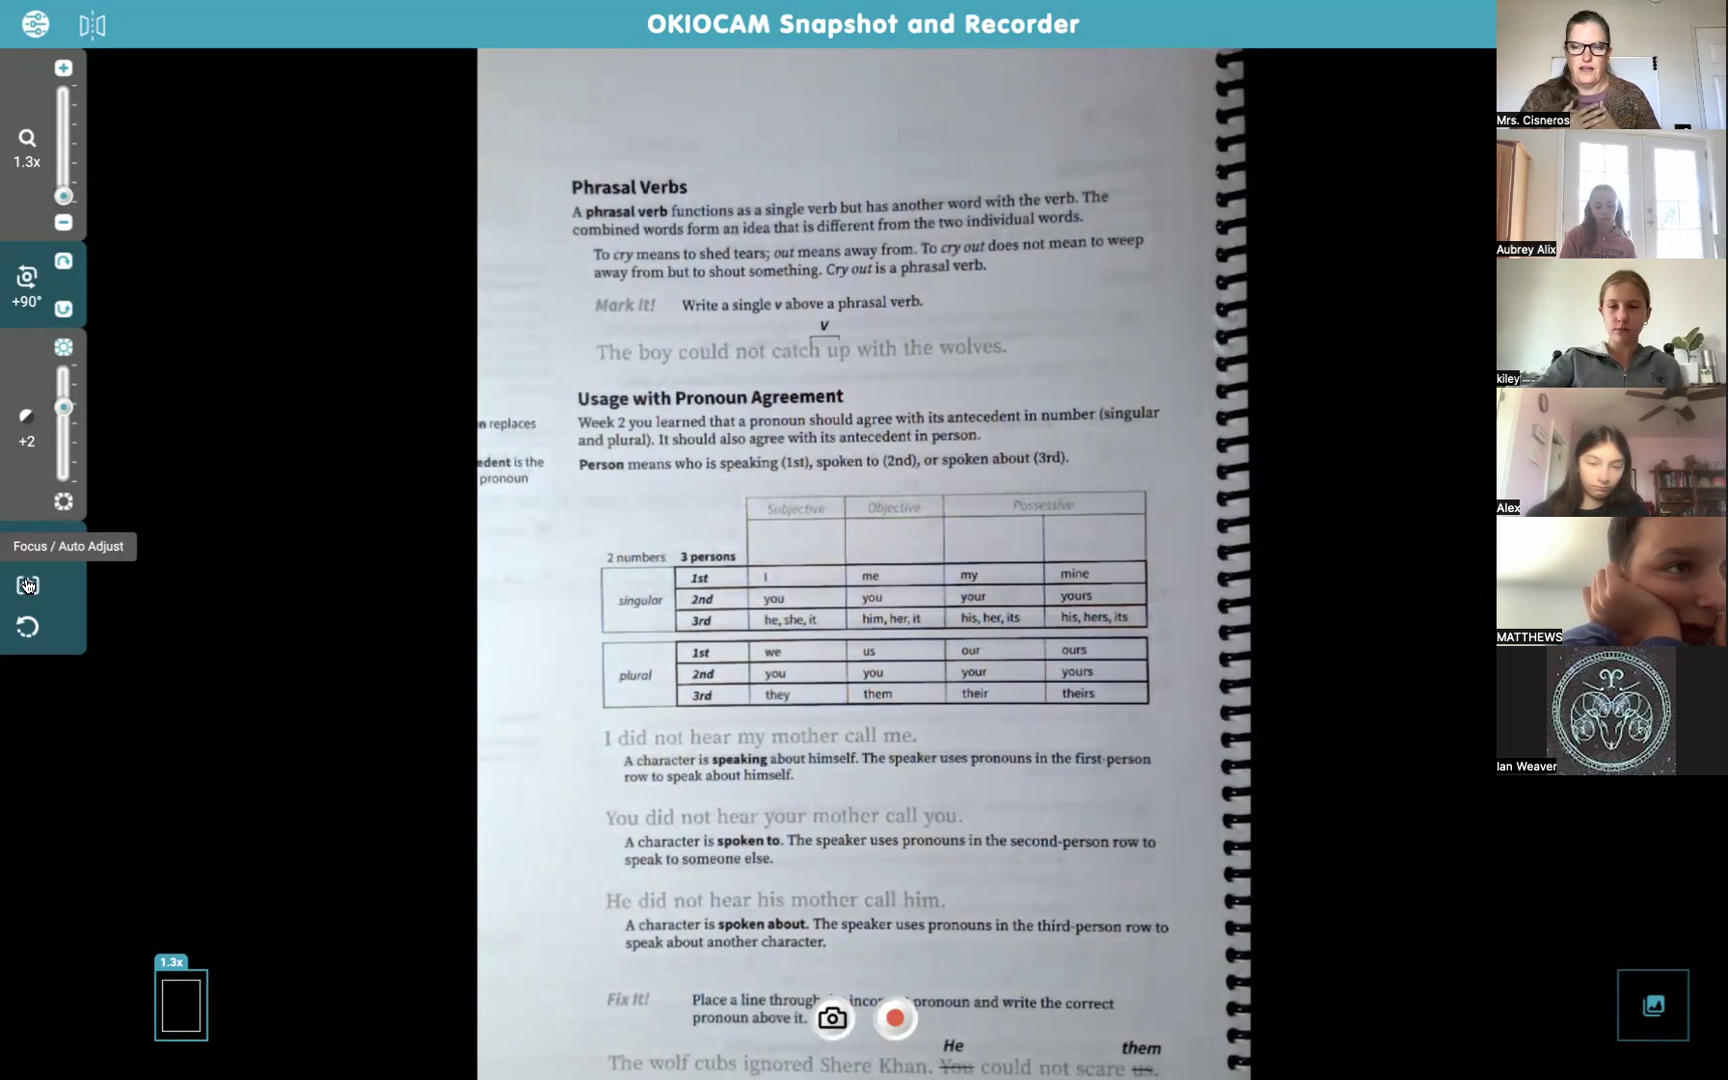 OKIOCAM Snapshot and Recorder
1.3x
+90°
+2
Focus / Auto Adjust
1.3x
Phrasal Verbs
A phrasal verb functions as a single verb but has another word with the verb. The
combined words form an idea that is different from the two individual words.
To cry means to shed tears; out means away from. To cry out does not mean to weep
away from but to shout something. Cry out is a phrasal verb.
Mark It! Write a single v above a phrasal verb.
v
The boy could not catch up with the wolves.
Usage with Pronoun Agreement
n replaces
edent is the
pronoun
Week 2 you learned that a pronoun should agree with its antecedent in number (singular
and plural). It should also agree with its antecedent in person.
Person means who is speaking (1st), spoken to (2nd), or spoken about (3rd).
Subjective Objective Possessive
2 numbers 3 persons
singular
1st I me my mine
2nd you you your yours
3rd he, she, it him, her, it his, her, its his, hers, its
plural
1st we us our ours
2nd you you your yours
3rd they them their theirs
I did not hear my mother call me.
A character is speaking about himself. The speaker uses pronouns in the first-person
row to speak about himself.
You did not hear your mother call you.
A character is spoken to. The speaker uses pronouns in the second-person row to
speak to someone else.
He did not hear his mother call him.
A character is spoken about. The speaker uses pronouns in the third-person row to
speak about another character.
Fix It! Place a line through pronoun and write the correct
pronoun above it.
He them
The wolf cubs ignored Shere Khan. You could not scare us.
Mrs. Cisneros
Aubrey Alix
kiley
Alex
MATTHEWS
Ian Weaver